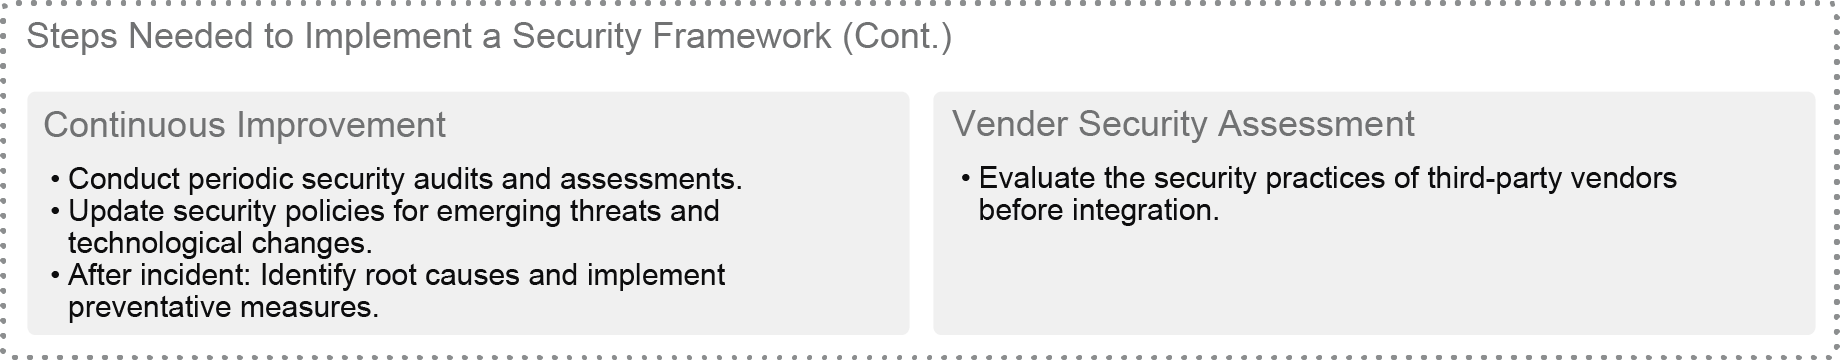 Steps Needed to Implement a Security Framework (Cont.)
Continuous Improvement
• Conduct periodic security audits and assessments.
• Update security policies for emerging threats and
technological changes.
• After incident: Identify root causes and implement
preventative measures.
Vender Security Assessment
• Evaluate the security practices of third-party vendors
before integration.